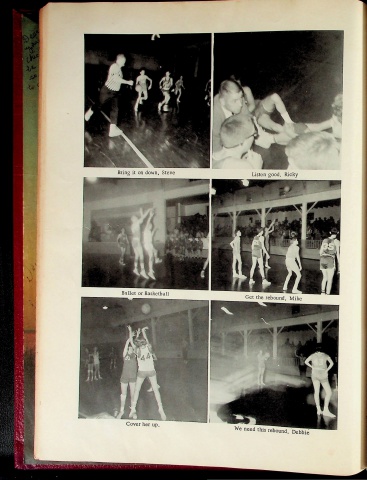 Bring it on down, Steve
Listen good, Ricky
Ballet or Basketball
Get the rebound, Mike
Cover her up.
We need this rebound, Debbie